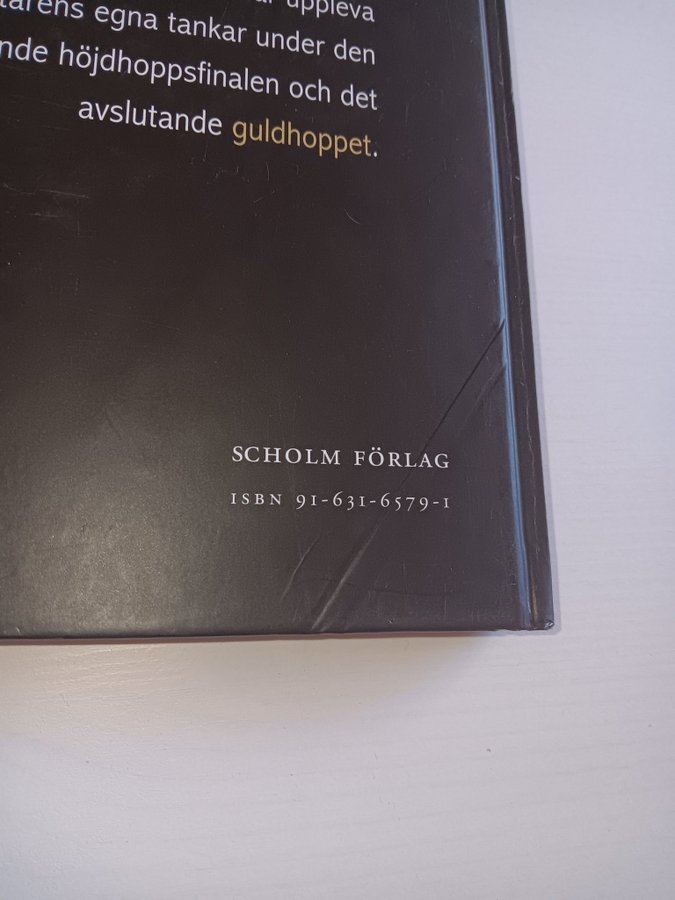 uppleva
egna tankar under den
höjdhoppsfinalen och det
avslutande guldhoppet.
SCHOLM FÖRLAG
ISBN 91-631-6579-1